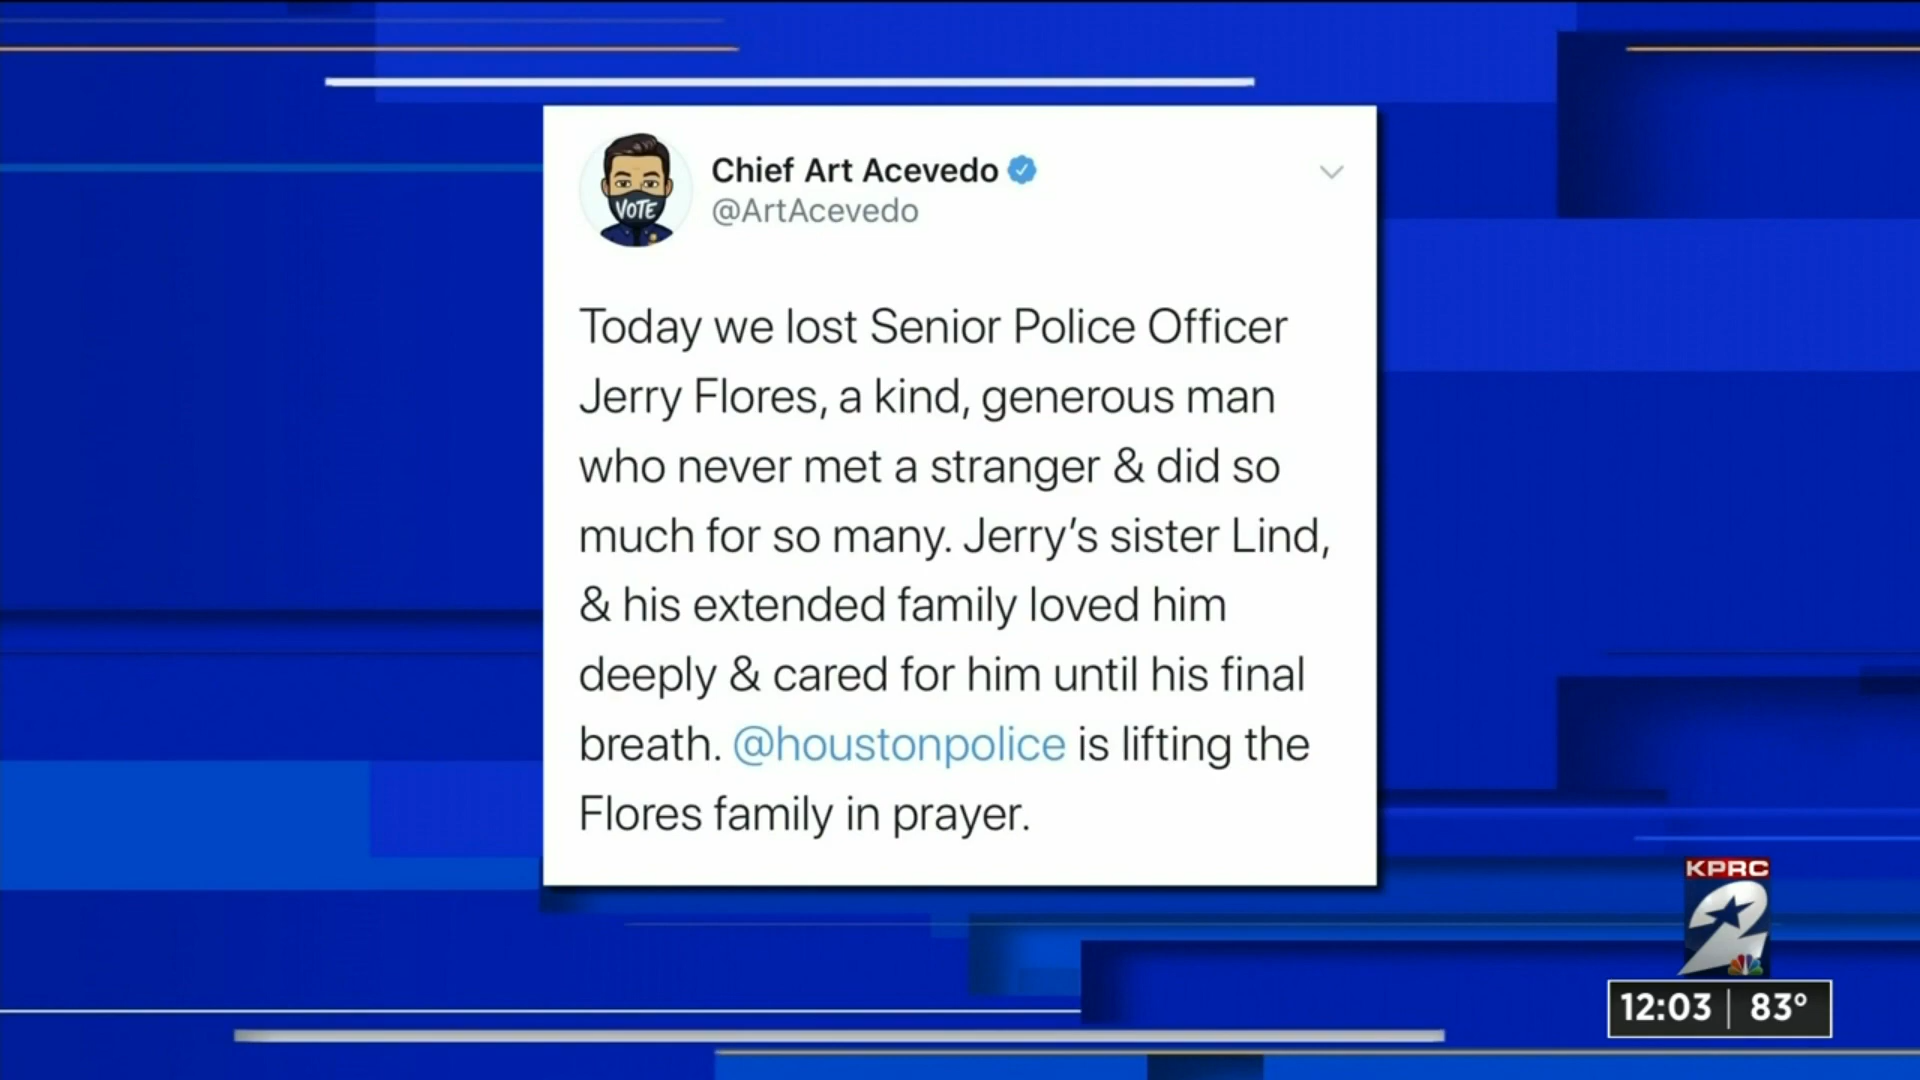 VOTE
Chief Art Acevedo
@ArtAcevedo
Today we lost Senior Police Officer
Jerry Flores, a kind, generous man
who never met a stranger & did so
much for so many. Jerry's sister Lind,
& his extended family loved him
deeply & cared for him until his final
breath. @houstonpolice is lifting the
Flores family in prayer.
KPRC
2
12:03 | 83°